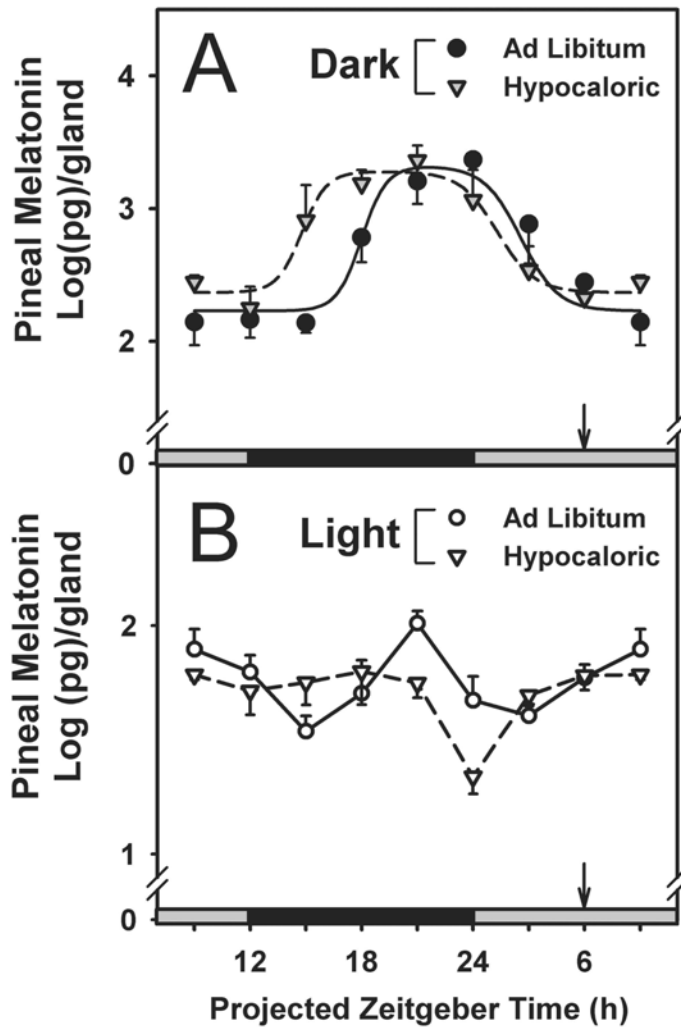 A
Dark
Ad Libitum
Hypocaloric
Pineal Melatonin
Log(pg)/gland
4
3
2
0
B
Light
Ad Libitum
Hypocaloric
Pineal Melatonin
Log (pg)/gland
2
1
0
12 18 24 6
Projected Zeitgeber Time (h)